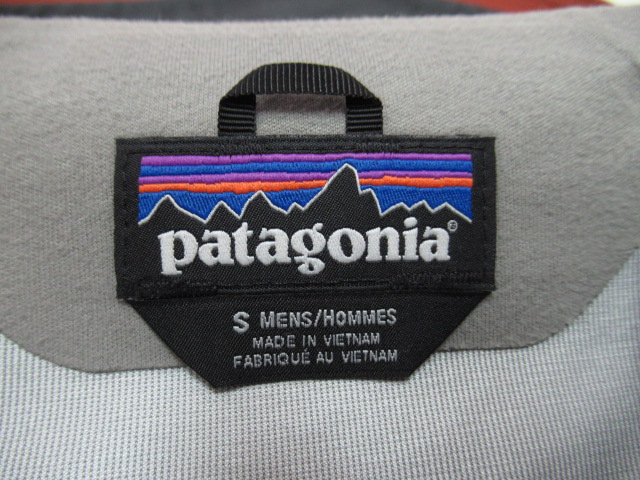 patagonia®
S MENS/HOMMES
MADE IN VIETNAM
FABRIQUÉ AU VIETNAM